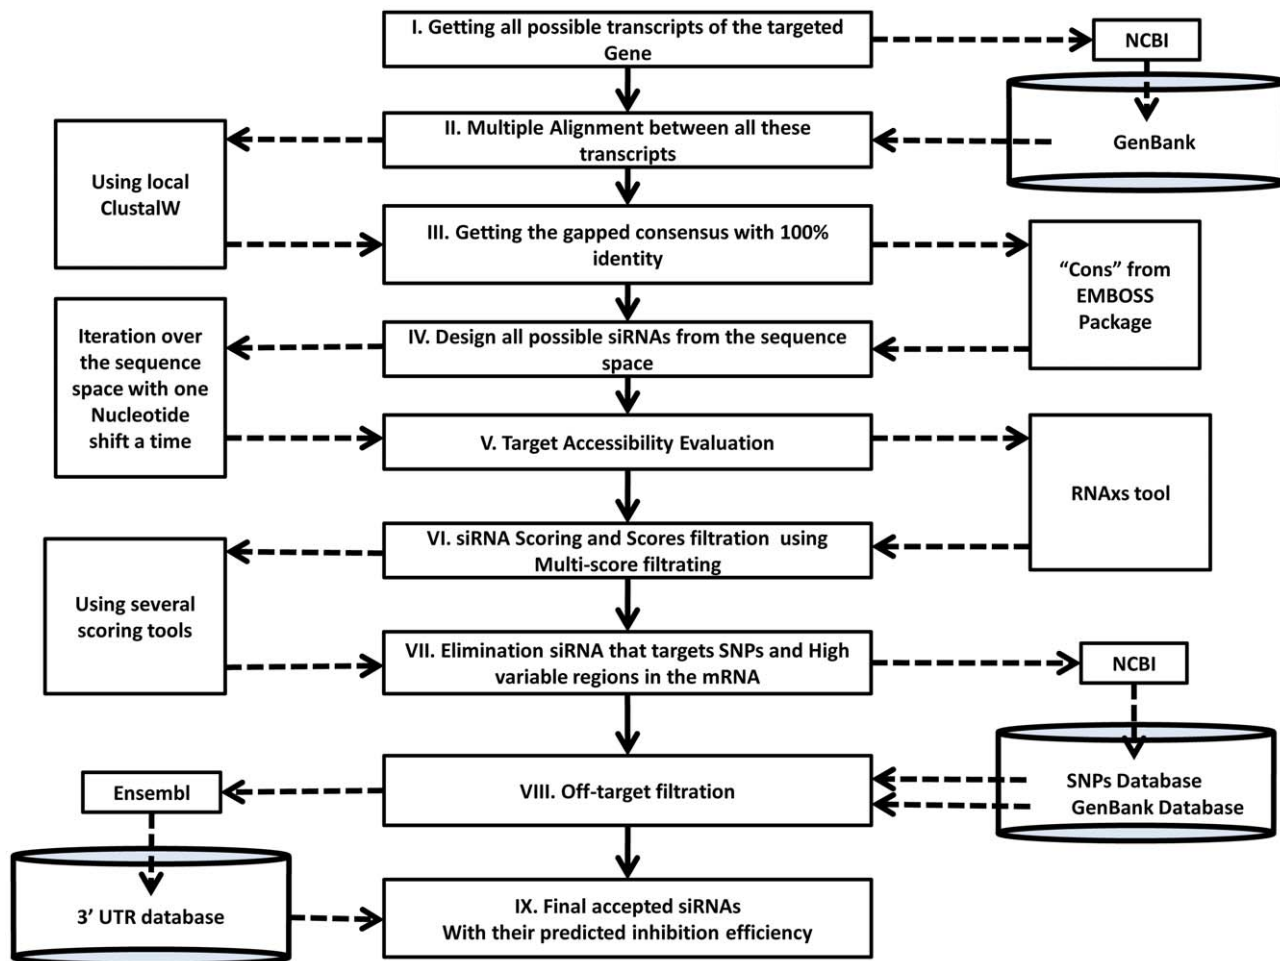 I. Getting all possible transcripts of the targeted
Gene
NCBI
II. Multiple Alignment between all these
transcripts
GenBank
Using local
ClustalW
III. Getting the gapped consensus with 100%
identity
“Cons” from
EMBOSS
Package
Iteration over
the sequence
space with one
Nucleotide
shift a time
IV. Design all possible siRNAs from the sequence
space
V. Target Accessibility Evaluation
RNAxs tool
VI. siRNA Scoring and Scores filtration using
Multi-score filtrating
Using several
scoring tools
VII. Elimination siRNA that targets SNPs and High
variable regions in the mRNA
NCBI
VIII. Off-target filtration
SNPs Database
GenBank Database
Ensembl
3’ UTR database
IX. Final accepted siRNAs
With their predicted inhibition efficiency